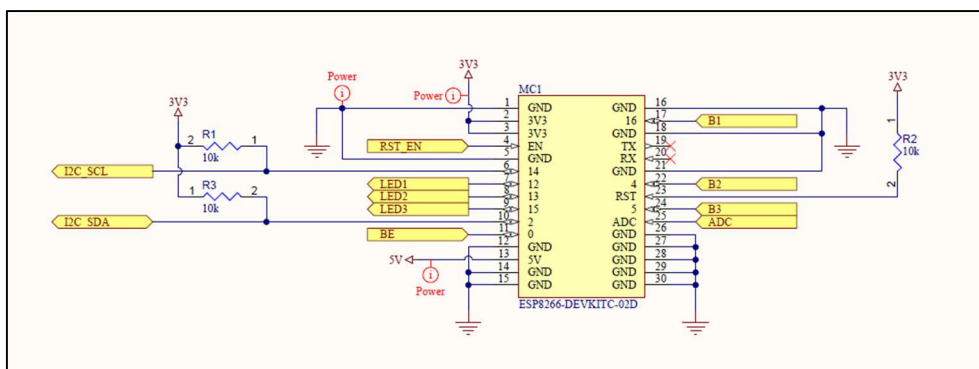 3V3
Power
MC1
3V3
Power
3V3
1 GND GND 16
2 3V3 16 17 B1
3 3V3 GND 18
RST_EN 4 EN TX 19
5 GND RX 20
I2C_SCL 2 R1 1 10k 6 14 GND 21
LED1 7 12 4 22 B2
LED2 8 13 RST 23
LED3 9 15 5 24 B3
I2C_SDA 1 R3 2 10k 10 2 ADC 25 ADC
BE 11 0 GND 26
12 GND GND 27
5V 13 5V GND 28
14 GND GND 29
15 GND GND 30
Power
1 R2 10k 2
ESP8266-DEVKITC-02D